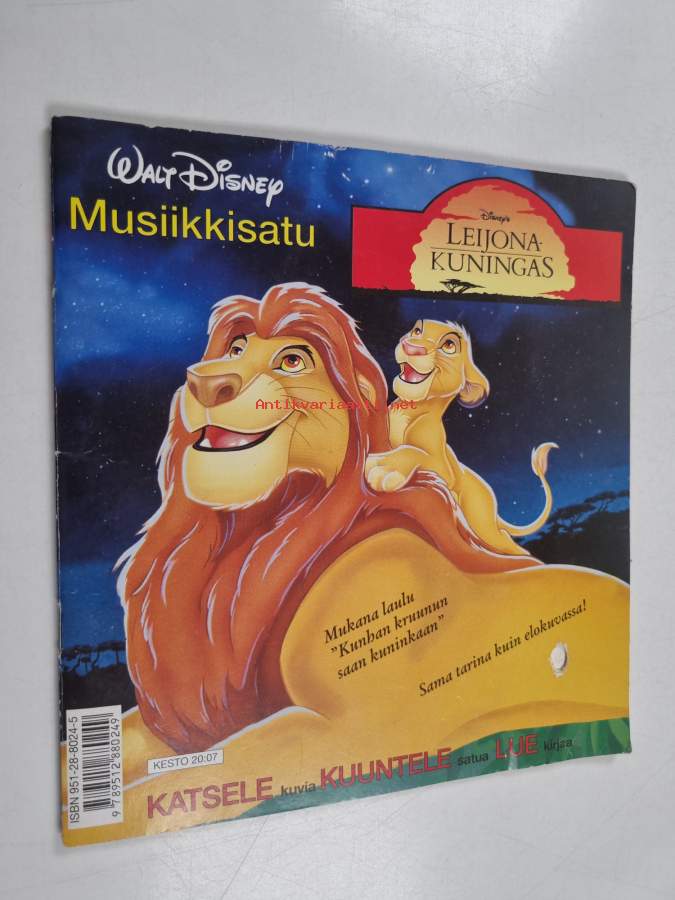 Walt Disney
Musiikkisatu
Disney's
LEIJONA-
KUNINGAS
Antikvariaatti.net
Mukana laulu
"Kunhan kruunun
saan kuninkaan"
Sama tarina kuin elokuvassa!
ISBN 951-28-8024-5
9 789512 880249
KESTO 20:07
KATSELE kuvia KUUNTELE satua LUE kirjaa